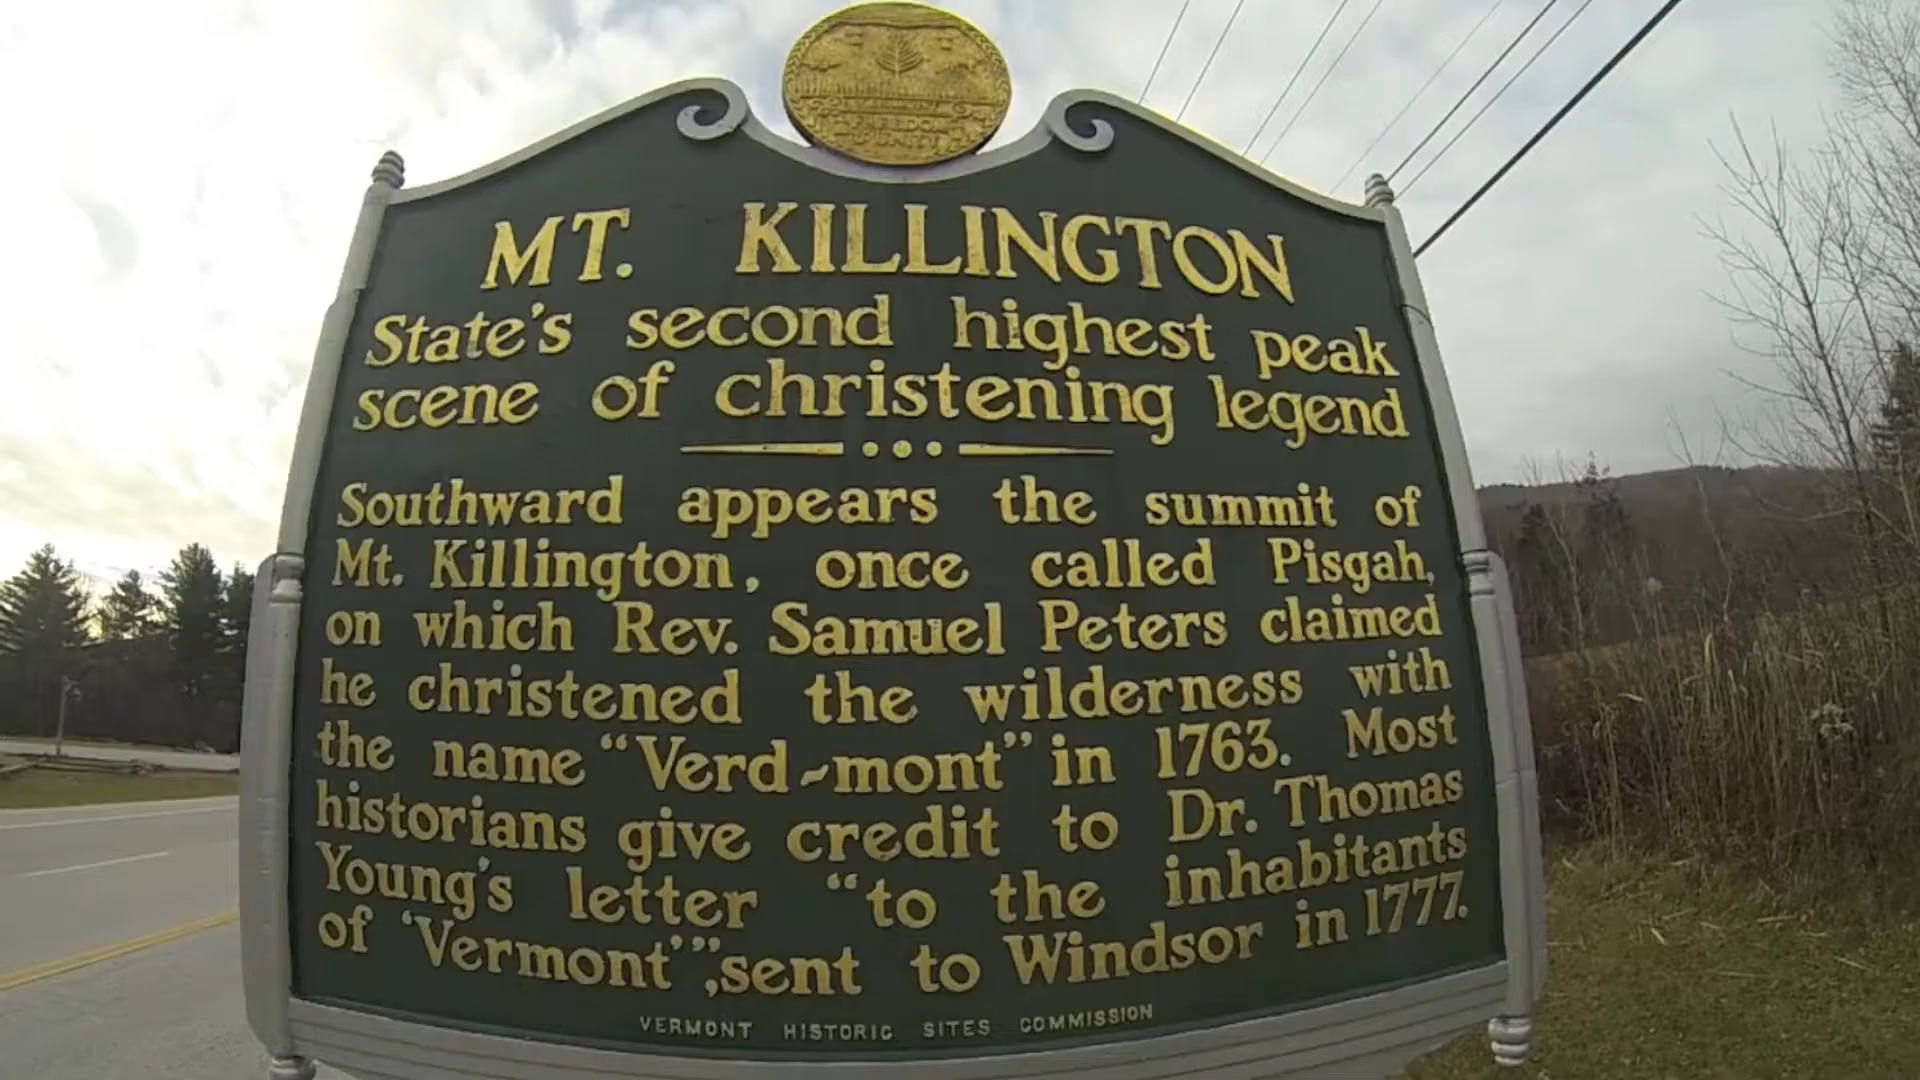 VERMONT
FREEDOM
& UNITY
MT. KILLINGTON
State's second highest peak
scene of christening legend
Southward appears the summit of
Mt. Killington, once called Pisgah,
on which Rev. Samuel Peters claimed
he christened the wilderness with
the name "Verd-mont" in 1763. Most
historians give credit to Dr. Thomas
Young's letter "to the inhabitants
of 'Vermont'", sent to Windsor in 1777.
VERMONT HISTORIC SITES COMMISSION